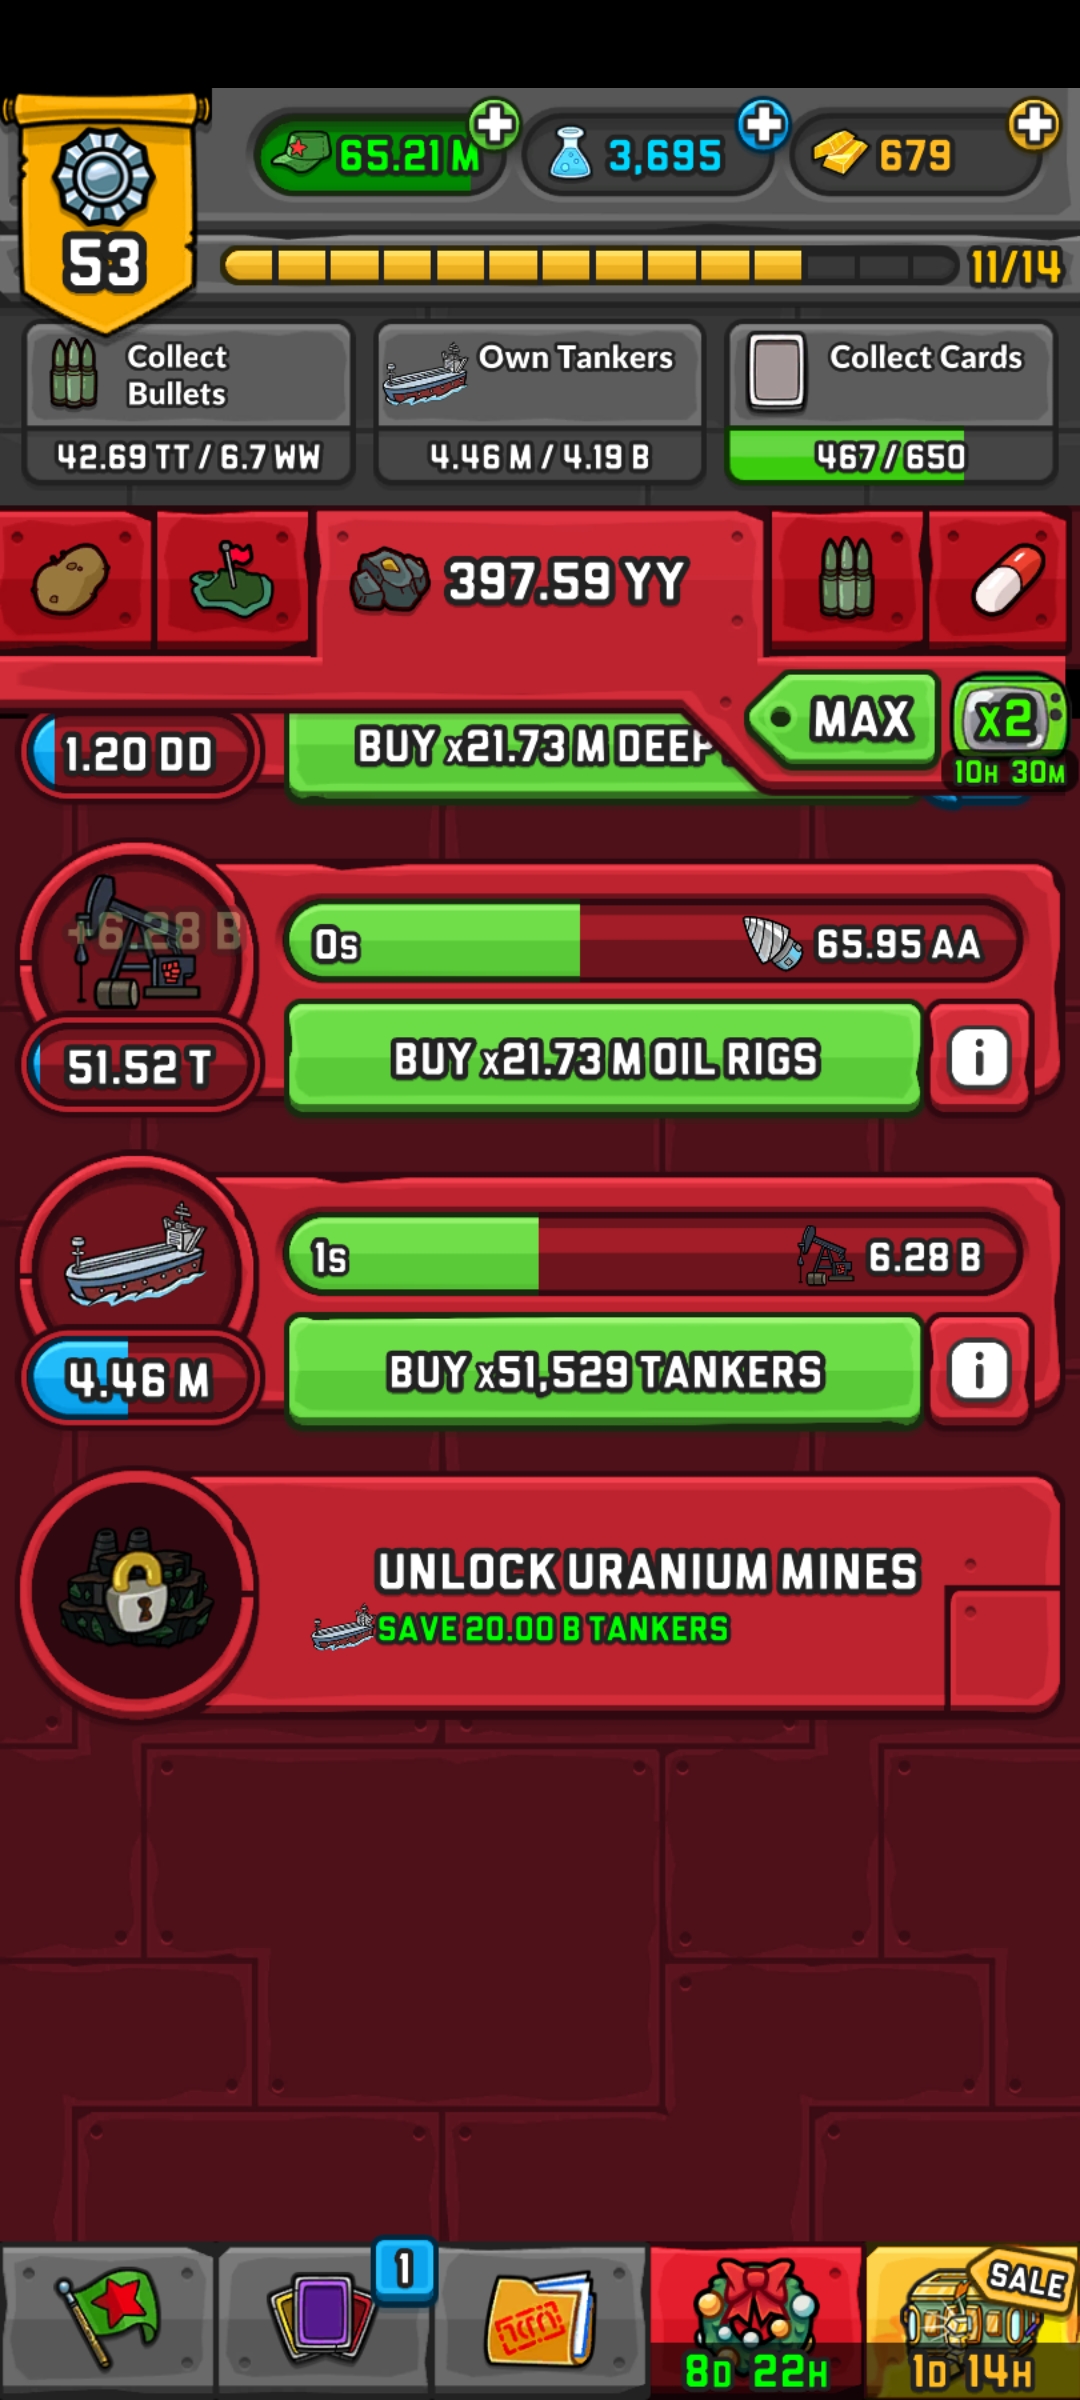 65.21 M
3,695
679
53
11/14
Collect Bullets
42.69 TT / 6.7 WW
Own Tankers
4.46 M / 4.19 B
Collect Cards
467 / 650
397.59 YY
MAX
x2
10H 30M
1.20 DD
BUY x21.73 M DEEP
+6.28 B
0s
65.95 AA
51.52 T
BUY x21.73 M OIL RIGS
i
1s
6.28 B
4.46 M
BUY x51,529 TANKERS
i
UNLOCK URANIUM MINES
SAVE 20.00 B TANKERS
1
SALE
8D 22H
1D 14H